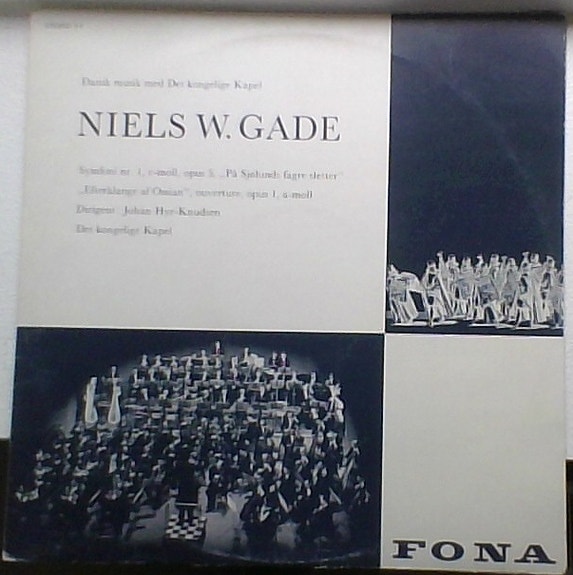 Dansk musik med Det kongelige Kapel
NIELS W. GADE
Symfoni nr. 1, c-moll, opus 5, „På Sjølunds fagre sletter"
„Efterklange af Ossian", ouverture, opus 1, a-moll
Dirigent: Johan Hye-Knudsen
Det kongelige Kapel
FONA